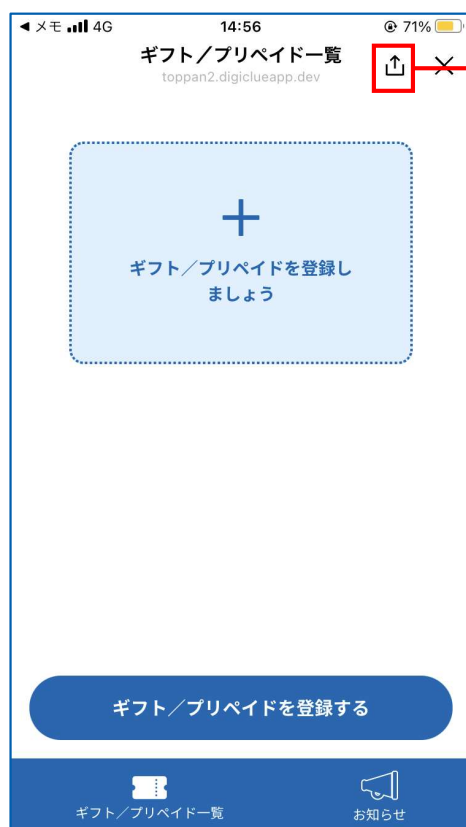 ◀ メモ 4G 14:56 71%
ギフト／プリペイド一覧
toppan2.digiclueapp.dev
ギフト／プリペイドを登録し
ましょう
ギフト／プリペイドを登録する
ギフト／プリペイド一覧 お知らせ